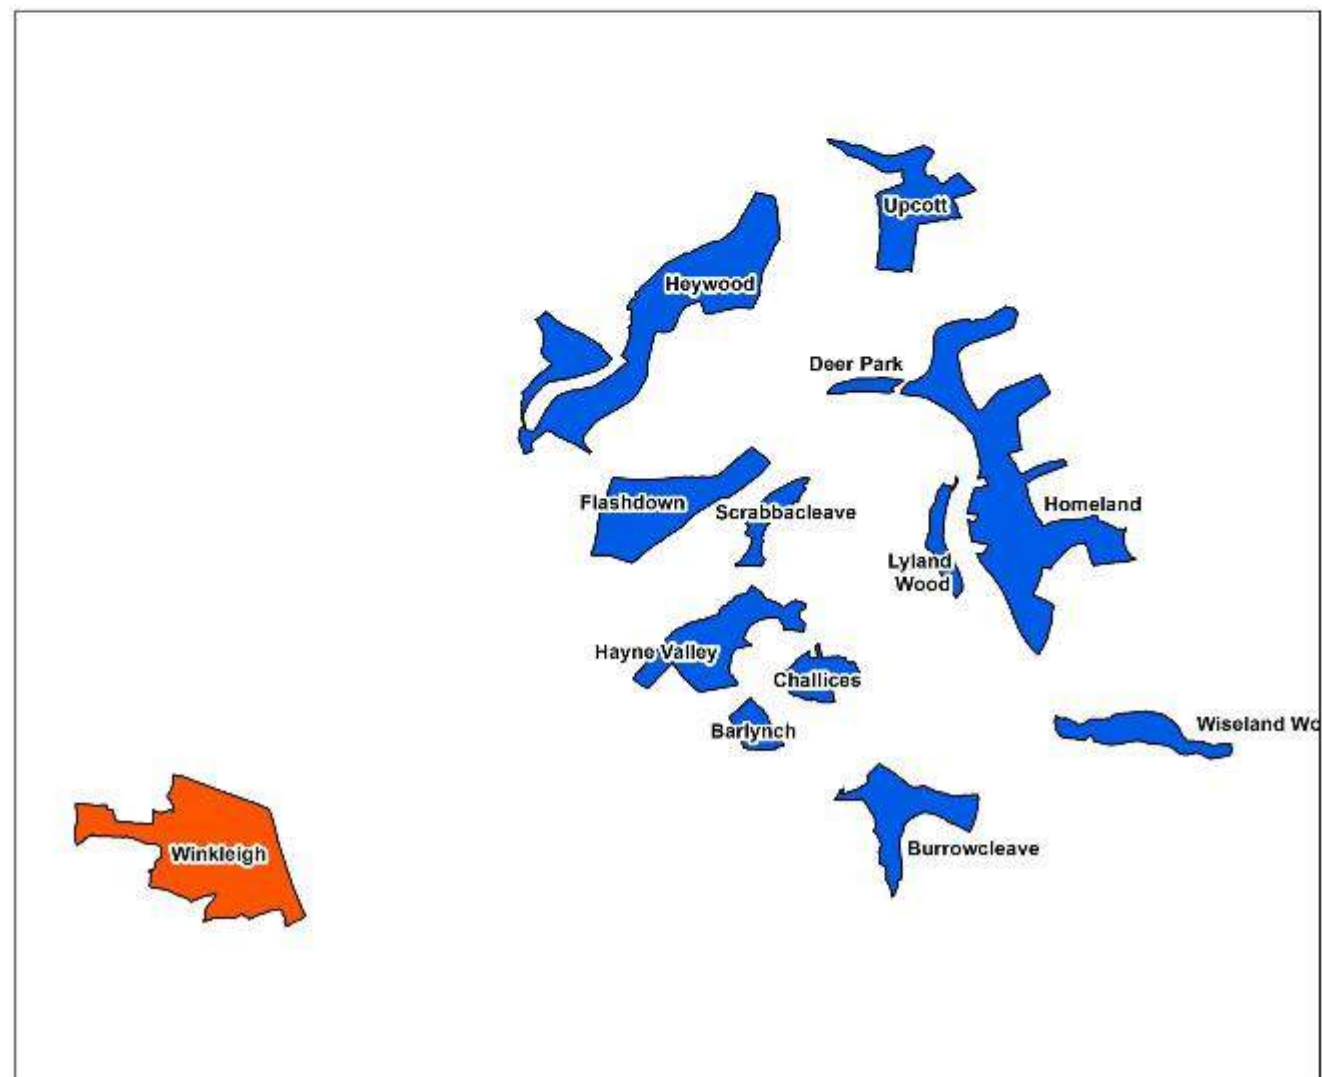 Upcott
Heywood
Deer Park
Flashdown
Scrabbacleave
Homeland
Lyland
Wood
Hayne Valley
Challices
Barlynch
Wiseland Wo
Winkleigh
Burrowcleave